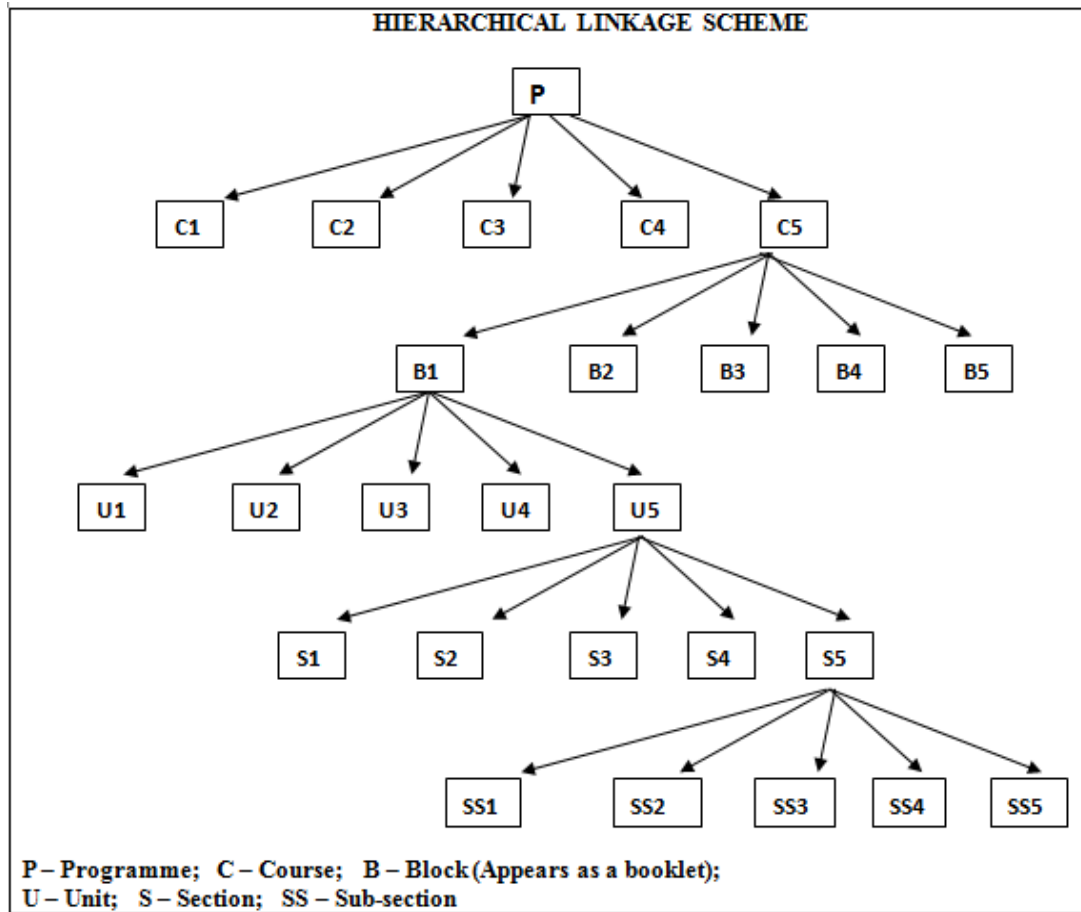 HIERARCHICAL LINKAGE SCHEME
P
C1 C2 C3 C4 C5
B1 B2 B3 B4 B5
U1 U2 U3 U4 U5
S1 S2 S3 S4 S5
SS1 SS2 SS3 SS4 SS5
P – Programme; C – Course; B – Block (Appears as a booklet);
U – Unit; S – Section; SS – Sub-section